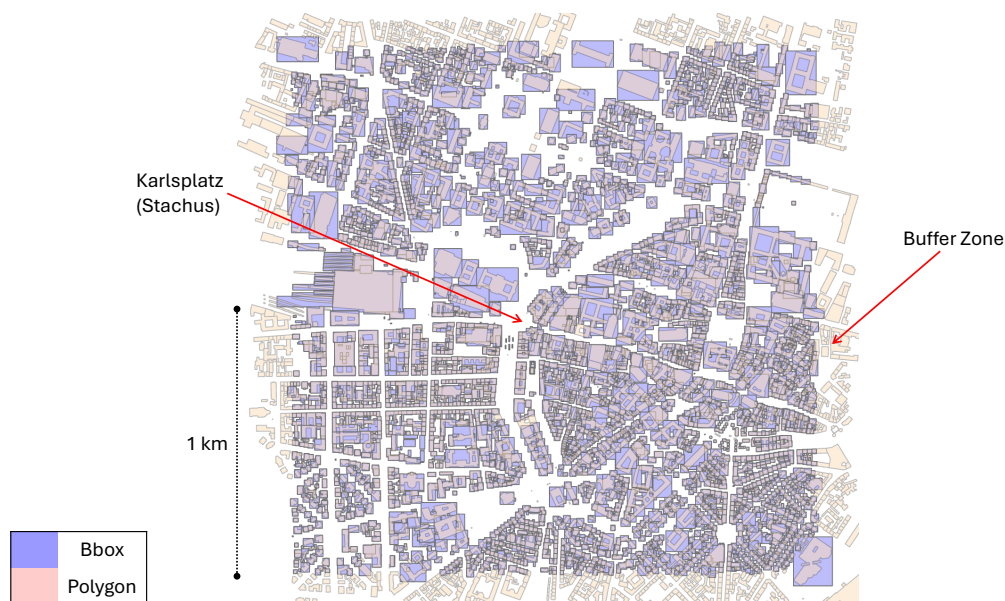 Karlsplatz
(Stachus)
Buffer Zone
1 km
Bbox
Polygon